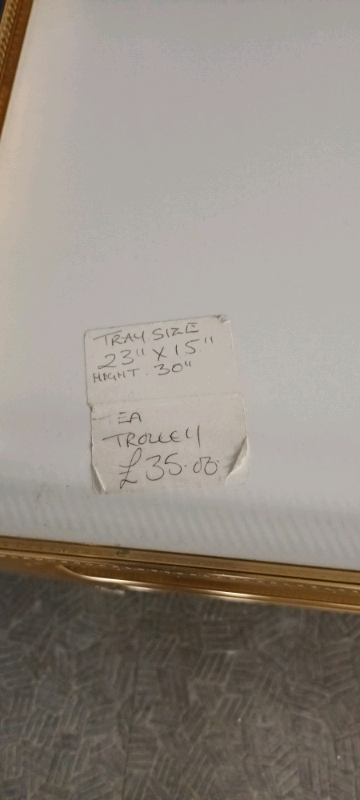 TRAY SIZE
23" X 15"
HIGHT. 30"
TEA
TROLLEY
£35.00